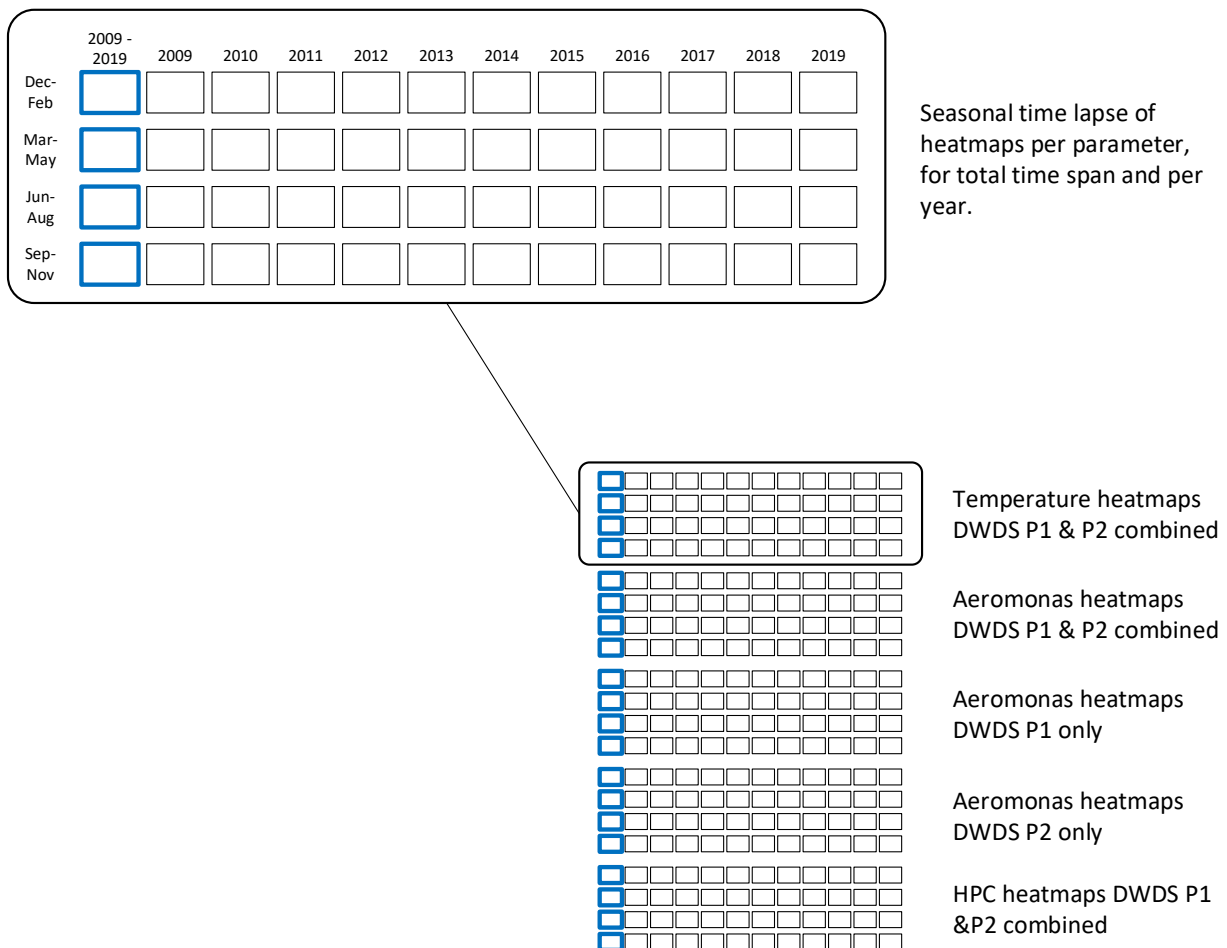 2009 -
2019 2009 2010 2011 2012 2013 2014 2015 2016 2017 2018 2019
Dec-
Feb
Mar-
May
Jun-
Aug
Sep-
Nov
Seasonal time lapse of
heatmaps per parameter,
for total time span and per
year.
Temperature heatmaps
DWDS P1 & P2 combined
Aeromonas heatmaps
DWDS P1 & P2 combined
Aeromonas heatmaps
DWDS P1 only
Aeromonas heatmaps
DWDS P2 only
HPC heatmaps DWDS P1
&P2 combined